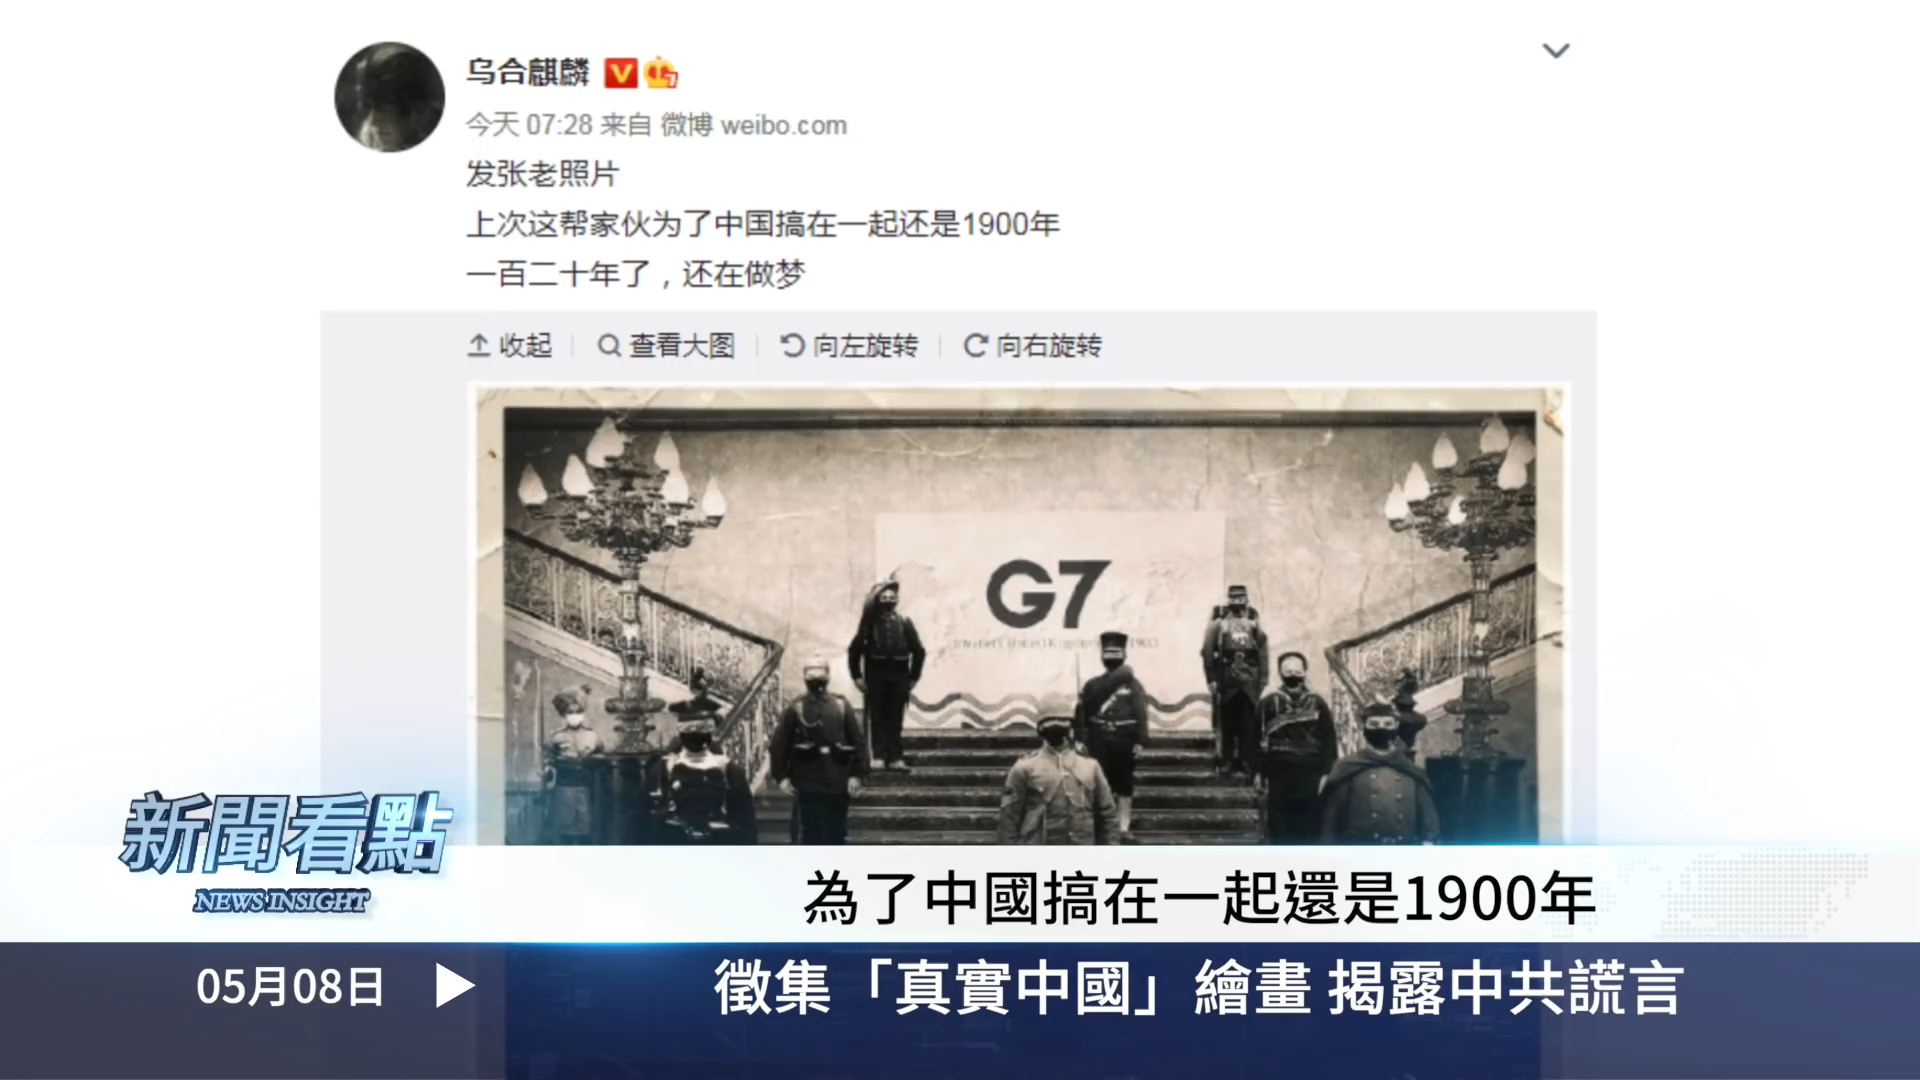 乌合麒麟
今天 07:28 来自 微博 weibo.com
发张老照片
上次这帮家伙为了中国搞在一起还是1900年
一百二十年了，还在做梦
收起 查看大图 向左旋转 向右旋转
G7
新聞看點
NEWS INSIGHT
為了中國搞在一起還是1900年
05月08日
徵集「真實中國」繪畫 揭露中共謊言